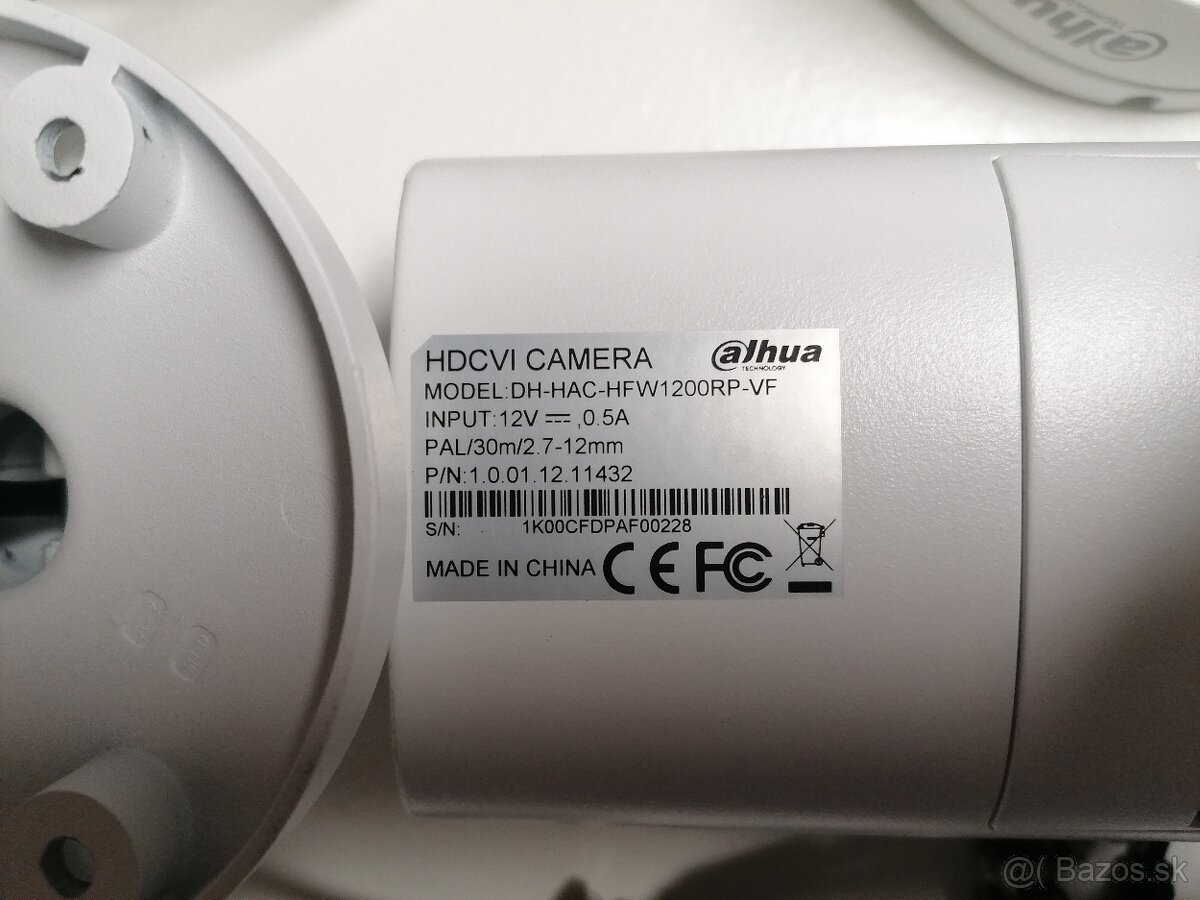 alhua
HDCVI CAMERA
alhua
TECHNOLOGY
MODEL:DH-HAC-HFW1200RP-VF
INPUT:12V ⎓,0.5A
PAL/30m/2.7-12mm
P/N:1.0.01.12.11432
S/N: 1K00CFDPAF00228
MADE IN CHINA CE FC
@( Bazos.sk